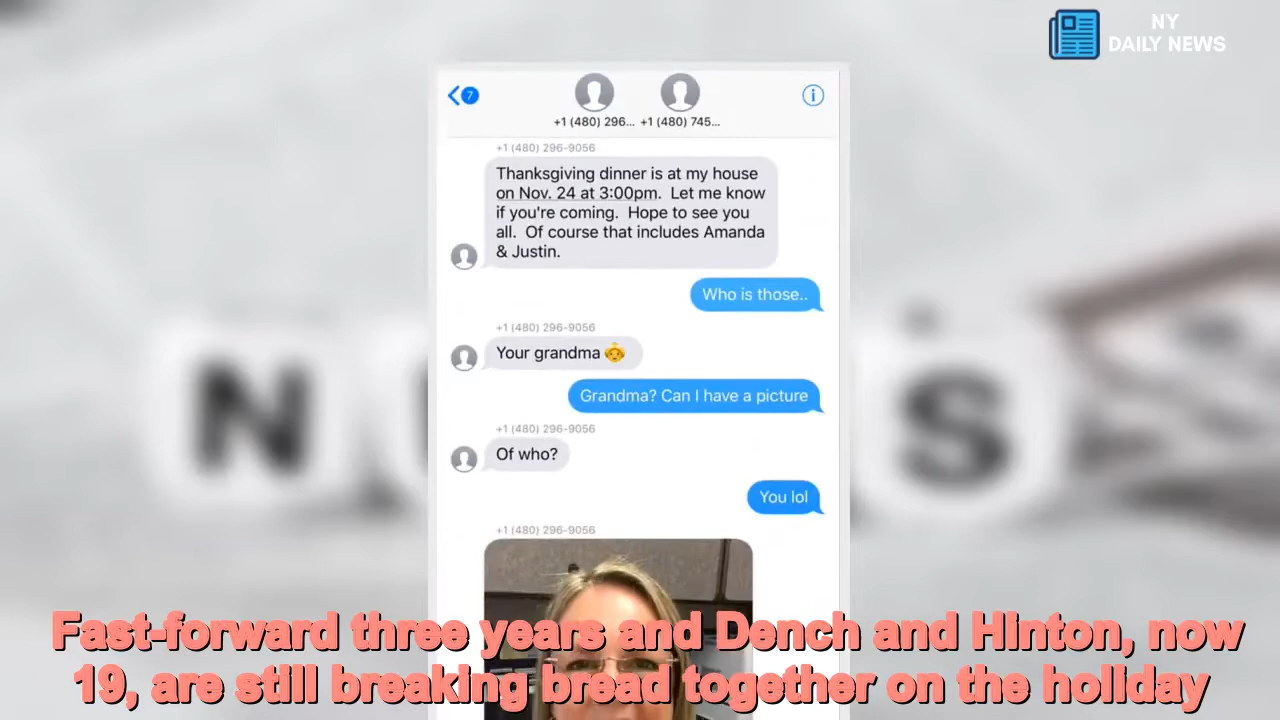 NY
DAILY NEWS
7
+1 (480) 296... +1 (480) 745...
+1 (480) 296-9056
Thanksgiving dinner is at my house
on Nov. 24 at 3:00pm. Let me know
if you're coming. Hope to see you
all. Of course that includes Amanda
& Justin.
Who is those..
+1 (480) 296-9056
Your grandma 👵
Grandma? Can I have a picture
+1 (480) 296-9056
Of who?
You lol
+1 (480) 296-9056
N S
Fast-forward three years and Dench and Hinton, now
19, are still breaking bread together on the holiday